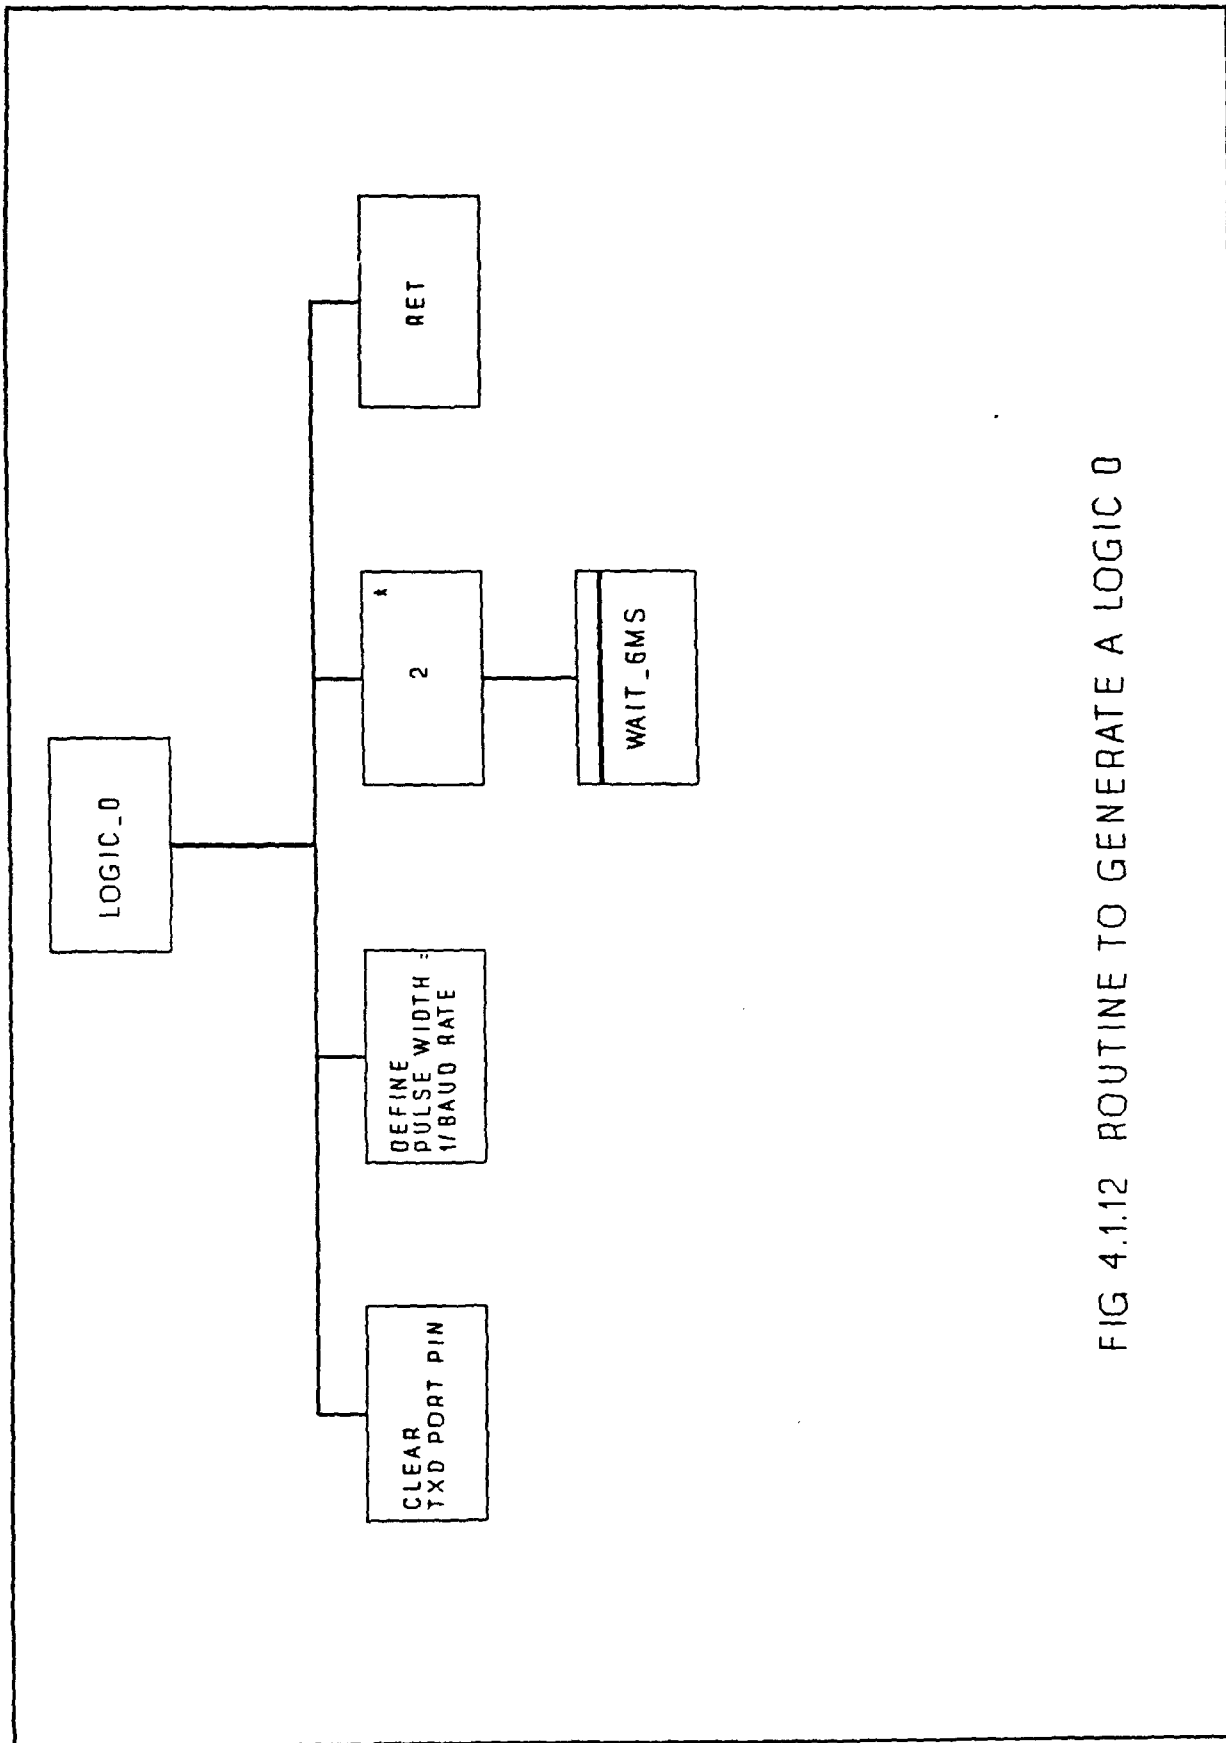 LOGIC_0
CLEAR
TXD PORT PIN
DEFINE
PULSE WIDTH =
1/BAUD RATE
2 *
RET
WAIT_6MS
FIG 4.1.12 ROUTINE TO GENERATE A LOGIC 0